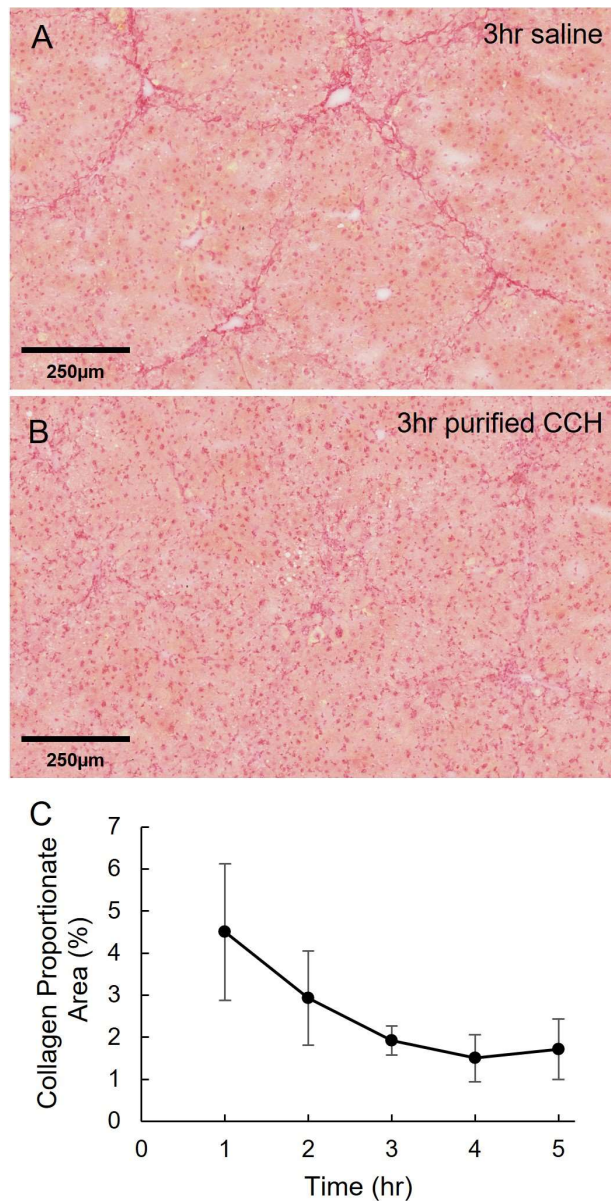 A
3hr saline
250µm
B
3hr purified CCH
250µm
C
Collagen Proportionate
Area (%)
7
6
5
4
3
2
1
0
0 1 2 3 4 5
Time (hr)